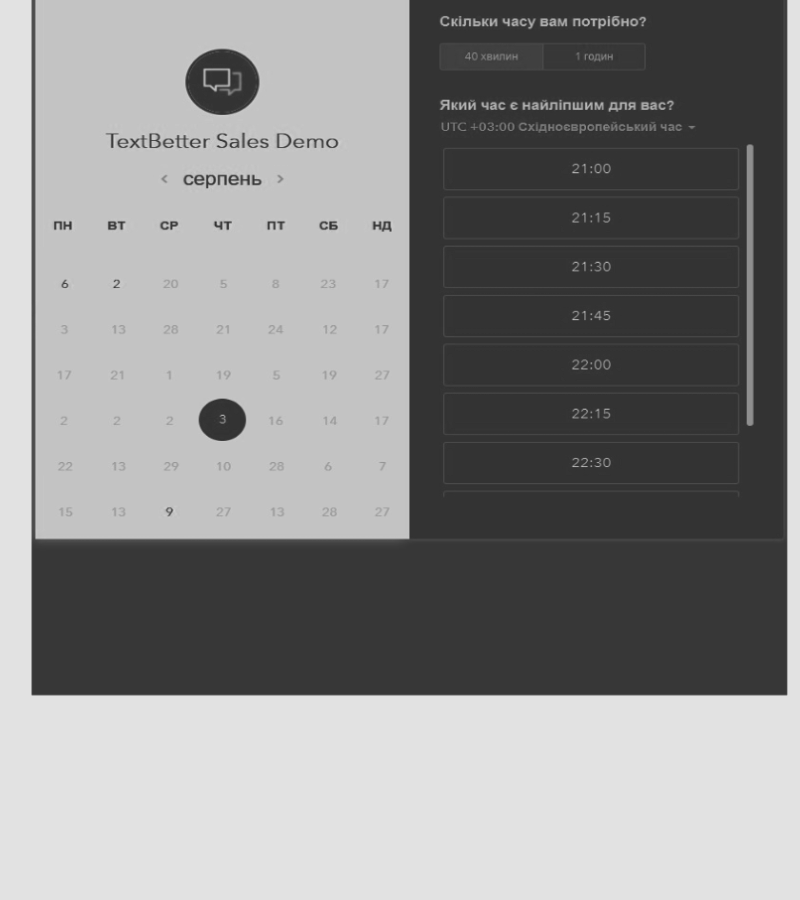 TextBetter Sales Demo
< серпень >
ПН ВТ СР ЧТ ПТ СБ НД
6 2 20 5 8 23 17
3 13 28 21 24 12 17
17 21 1 19 5 19 27
2 2 2 3 16 14 17
22 13 29 10 28 6 7
15 13 9 27 13 28 27
Скільки часу вам потрібно?
40 хвилин 1 годин
Який час є найліпшим для вас?
UTC +03:00 Східноєвропейський час
21:00
21:15
21:30
21:45
22:00
22:15
22:30